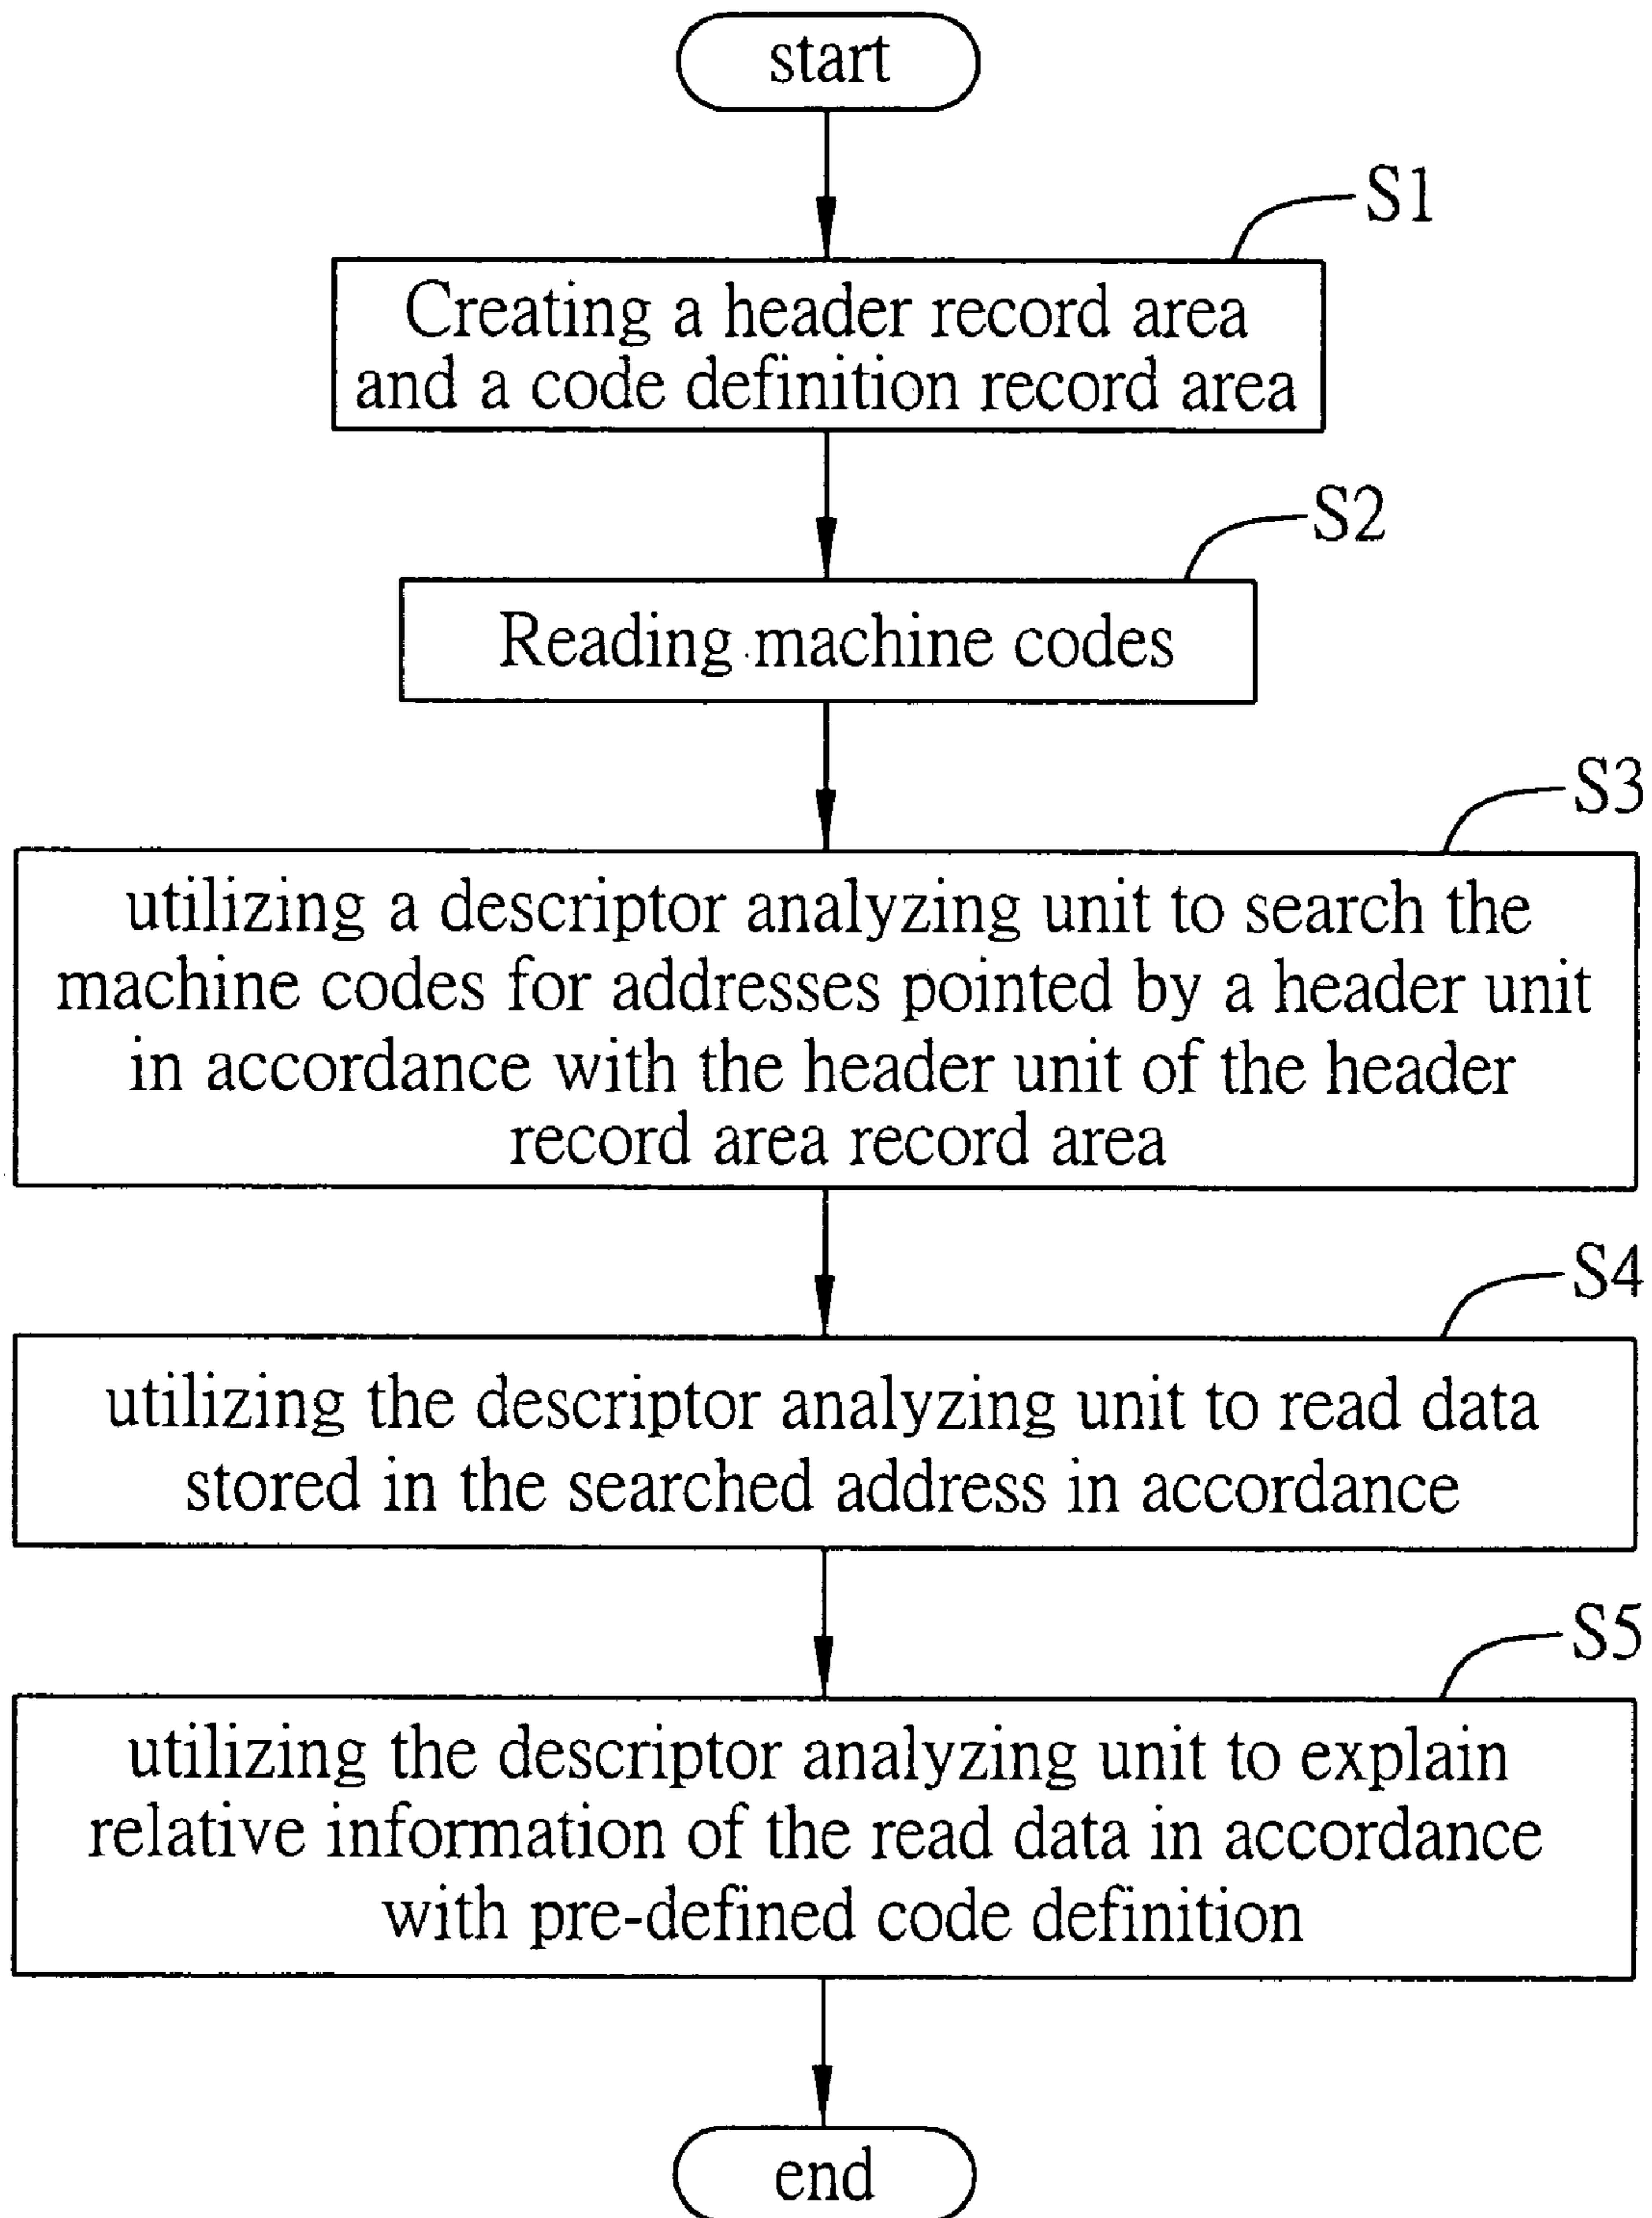 start
S1
Creating a header record area
and a code definition record area
S2
Reading machine codes
S3
utilizing a descriptor analyzing unit to search the
machine codes for addresses pointed by a header unit
in accordance with the header unit of the header
record area record area
S4
utilizing the descriptor analyzing unit to read data
stored in the searched address in accordance
S5
utilizing the descriptor analyzing unit to explain
relative information of the read data in accordance
with pre-defined code definition
end